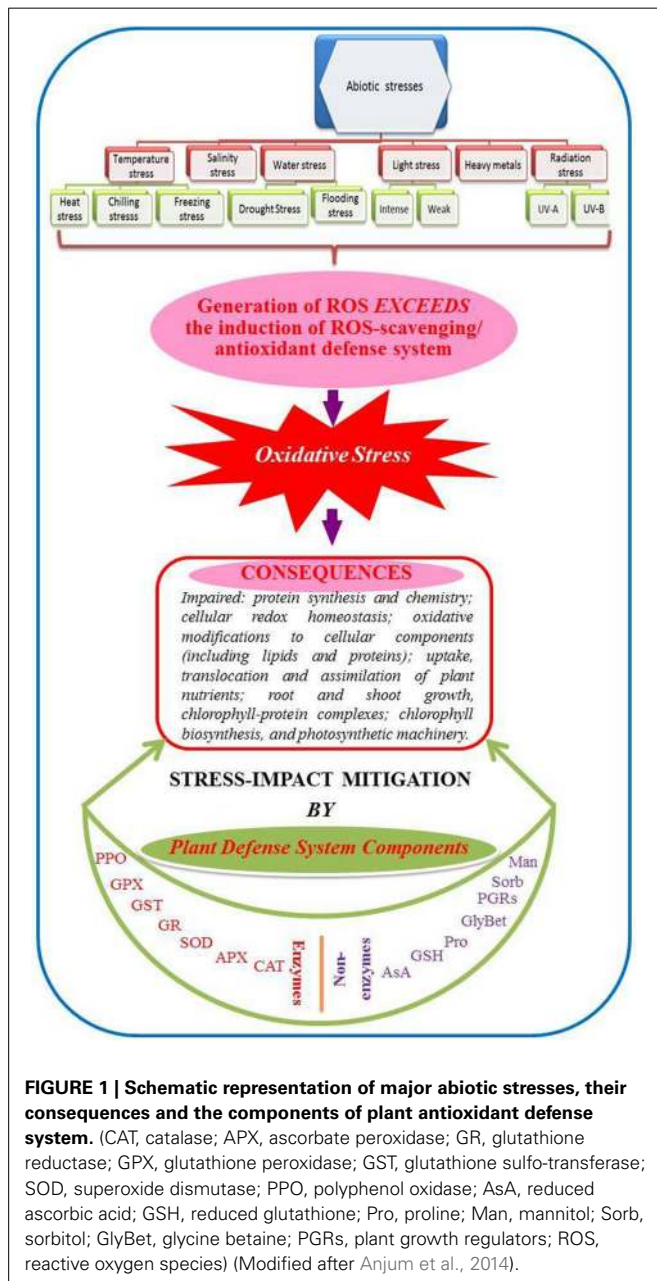 Abiotic stresses
Temperature
stress
Salinity
stress
Water stress
Light stress
Heavy metals
Radiation
stress
Heat
stress
Chilling
stresss
Freezing
stress
Drought Stress
Flooding
stress
Intense
Weak
UV-A
UV-B
Generation of ROS EXCEEDS
the induction of ROS-scavenging/
antioxidant defense system
Oxidative Stress
CONSEQUENCES
Impaired: protein synthesis and chemistry;
cellular redox homeostasis; oxidative
modifications to cellular components
(including lipids and proteins); uptake,
translocation and assimilation of plant
nutrients; root and shoot growth,
chlorophyll-protein complexes; chlorophyll
biosynthesis, and photosynthetic machinery.
STRESS-IMPACT MITIGATION
BY
Plant Defense System Components
PPO
GPX
GST
GR
SOD
APX
CAT
Enzymes
Non-
enzymes
AsA
GSH
Pro
GlyBet
PGRs
Sorb
Man
FIGURE 1 | Schematic representation of major abiotic stresses, their
consequences and the components of plant antioxidant defense
system. (CAT, catalase; APX, ascorbate peroxidase; GR, glutathione
reductase; GPX, glutathione peroxidase; GST, glutathione sulfo-transferase;
SOD, superoxide dismutase; PPO, polyphenol oxidase; AsA, reduced
ascorbic acid; GSH, reduced glutathione; Pro, proline; Man, mannitol; Sorb,
sorbitol; GlyBet, glycine betaine; PGRs, plant growth regulators; ROS,
reactive oxygen species) (Modified after Anjum et al., 2014).